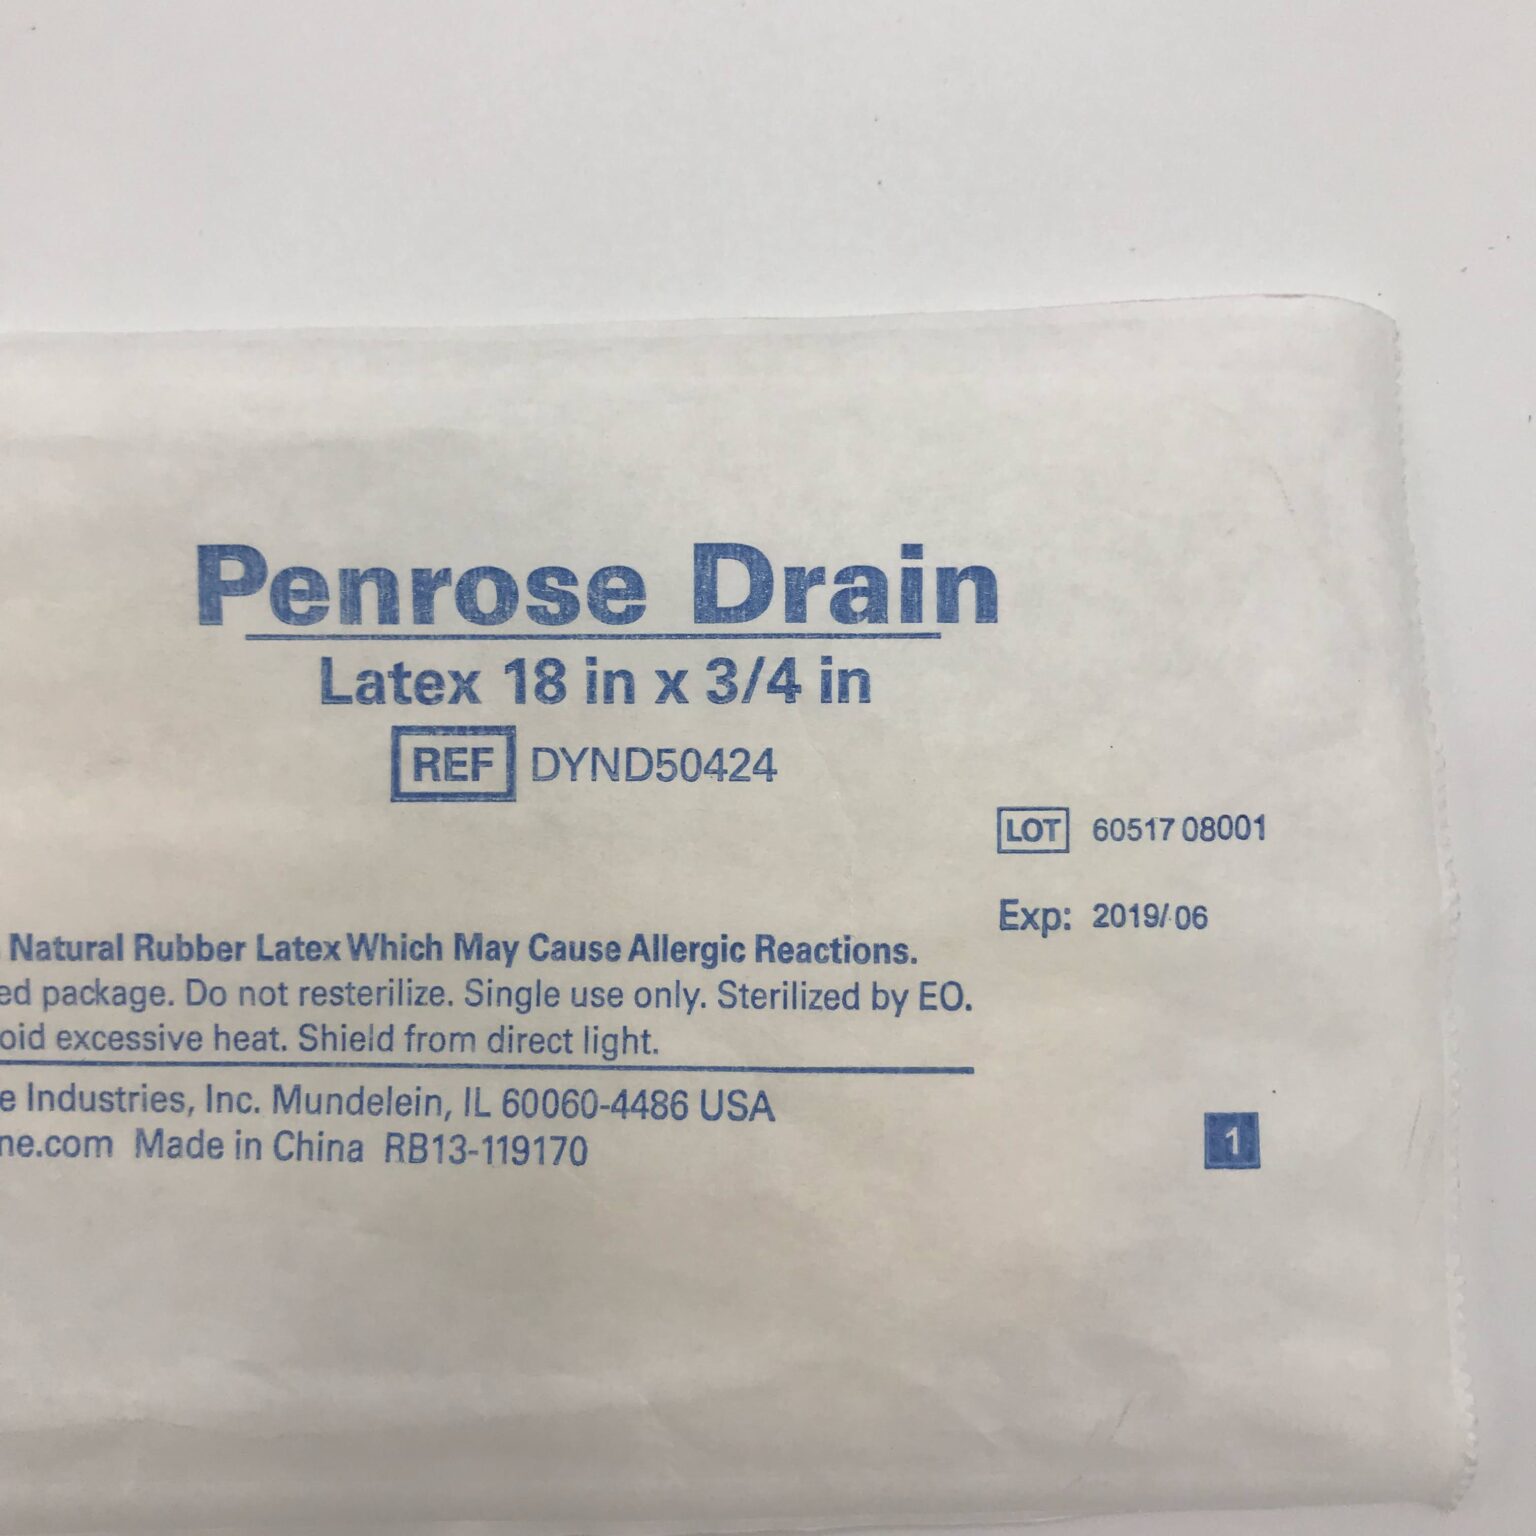 Penrose Drain
Latex 18 in x 3/4 in
REF DYND50424
LOT 60517 08001
Exp: 2019/06
Natural Rubber Latex Which May Cause Allergic Reactions.
ed package. Do not resterilize. Single use only. Sterilized by EO.
oid excessive heat. Shield from direct light.
e Industries, Inc. Mundelein, IL 60060-4486 USA
ne.com Made in China RB13-119170
1